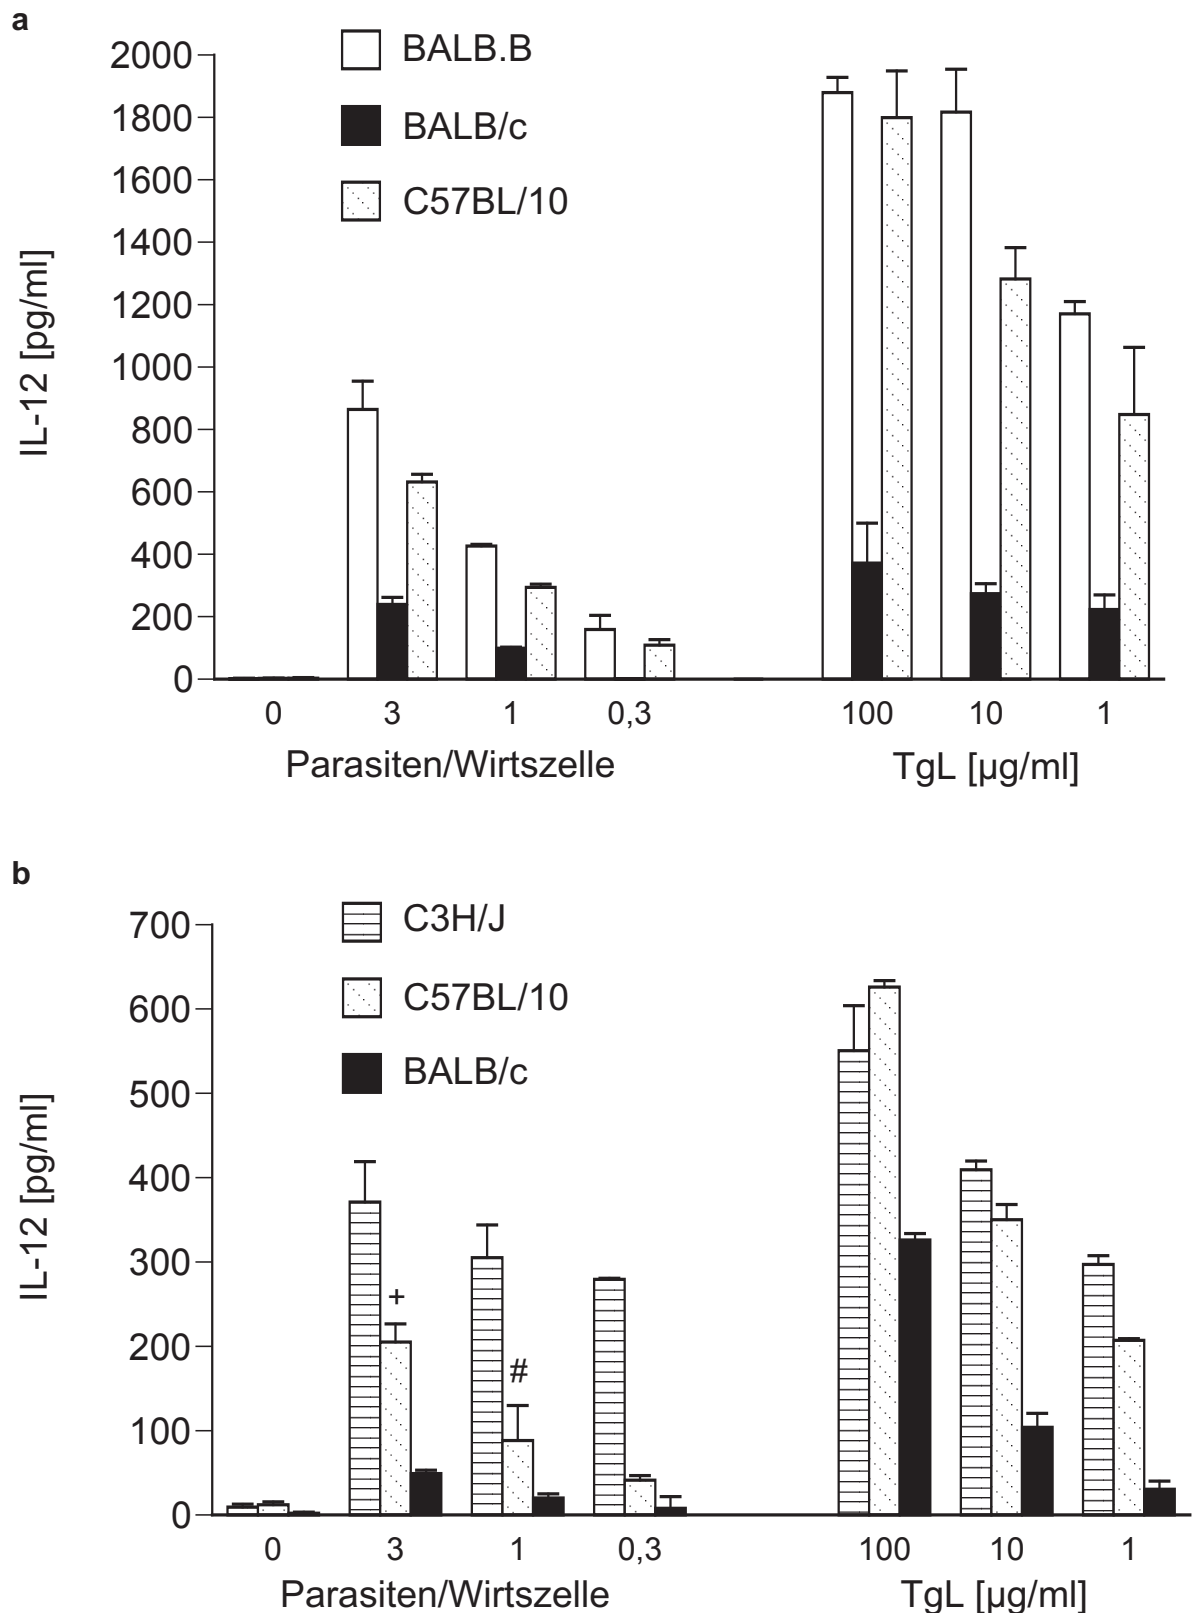 a
BALB.B
BALB/c
C57BL/10
2000
1800
1600
1400
1200
1000
800
600
400
200
0
IL-12 [pg/ml]
0 3 1 0,3 100 10 1
Parasiten/Wirtszelle TgL [µg/ml]
b
C3H/J
C57BL/10
BALB/c
700
600
500
400
300
200
100
0
IL-12 [pg/ml]
+
#
0 3 1 0,3 100 10 1
Parasiten/Wirtszelle TgL [µg/ml]